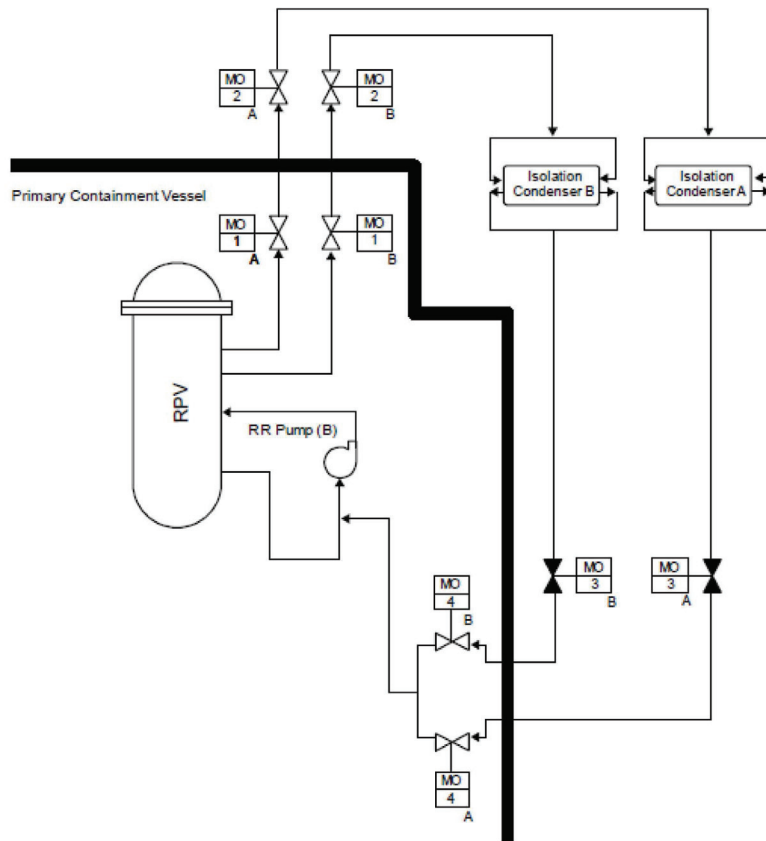 MO
2
A
MO
2
B
Isolation
Condenser B
Isolation
Condenser A
Primary Containment Vessel
MO
1
A
MO
1
B
RPV
RR Pump (B)
MO
4
B
MO
3
B
MO
3
A
MO
4
A